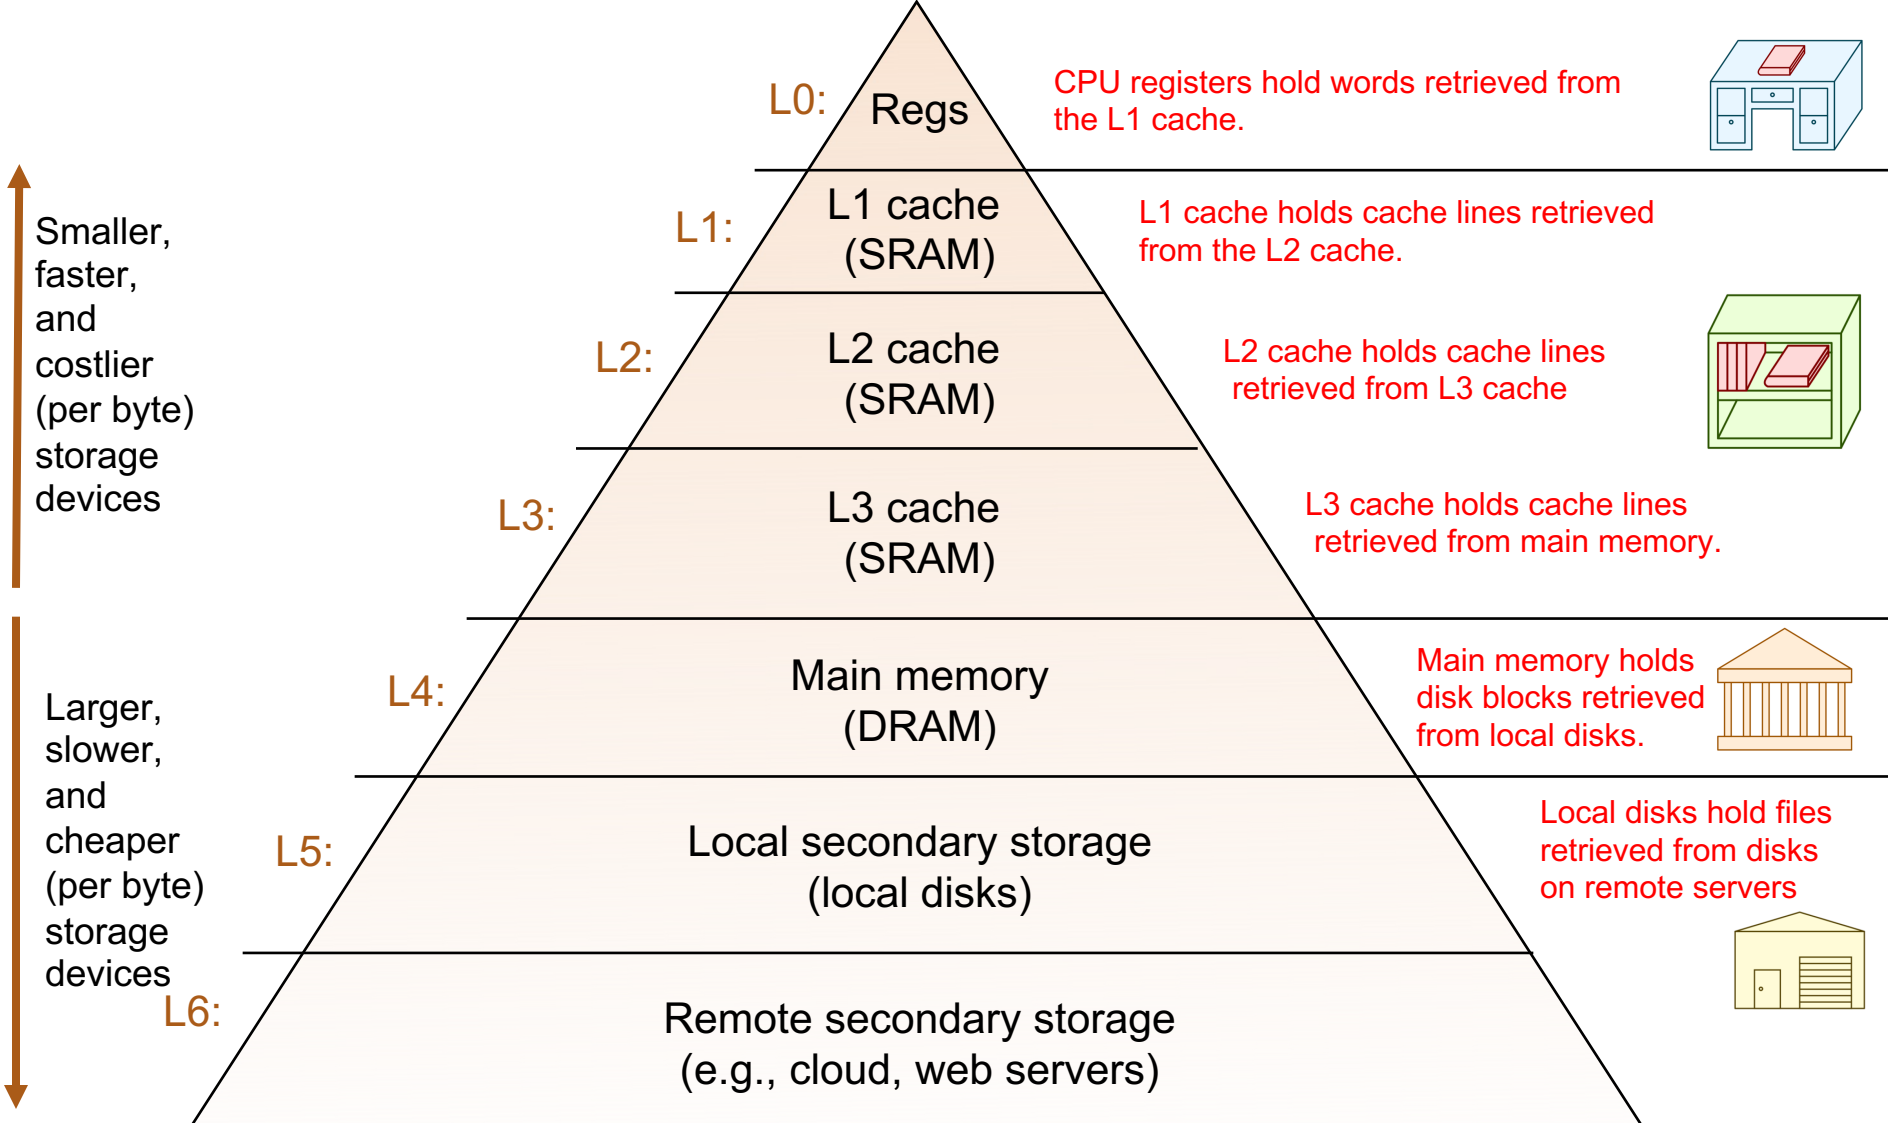 L0:
Regs
CPU registers hold words retrieved from
the L1 cache.
L1:
L1 cache
(SRAM)
L1 cache holds cache lines retrieved
from the L2 cache.
Smaller,
faster,
and
costlier
(per byte)
storage
devices
L2:
L2 cache
(SRAM)
L2 cache holds cache lines
retrieved from L3 cache
L3:
L3 cache
(SRAM)
L3 cache holds cache lines
retrieved from main memory.
L4:
Main memory
(DRAM)
Main memory holds
disk blocks retrieved
from local disks.
Larger,
slower,
and
cheaper
(per byte)
storage
devices
L5:
Local secondary storage
(local disks)
Local disks hold files
retrieved from disks
on remote servers
L6:
Remote secondary storage
(e.g., cloud, web servers)